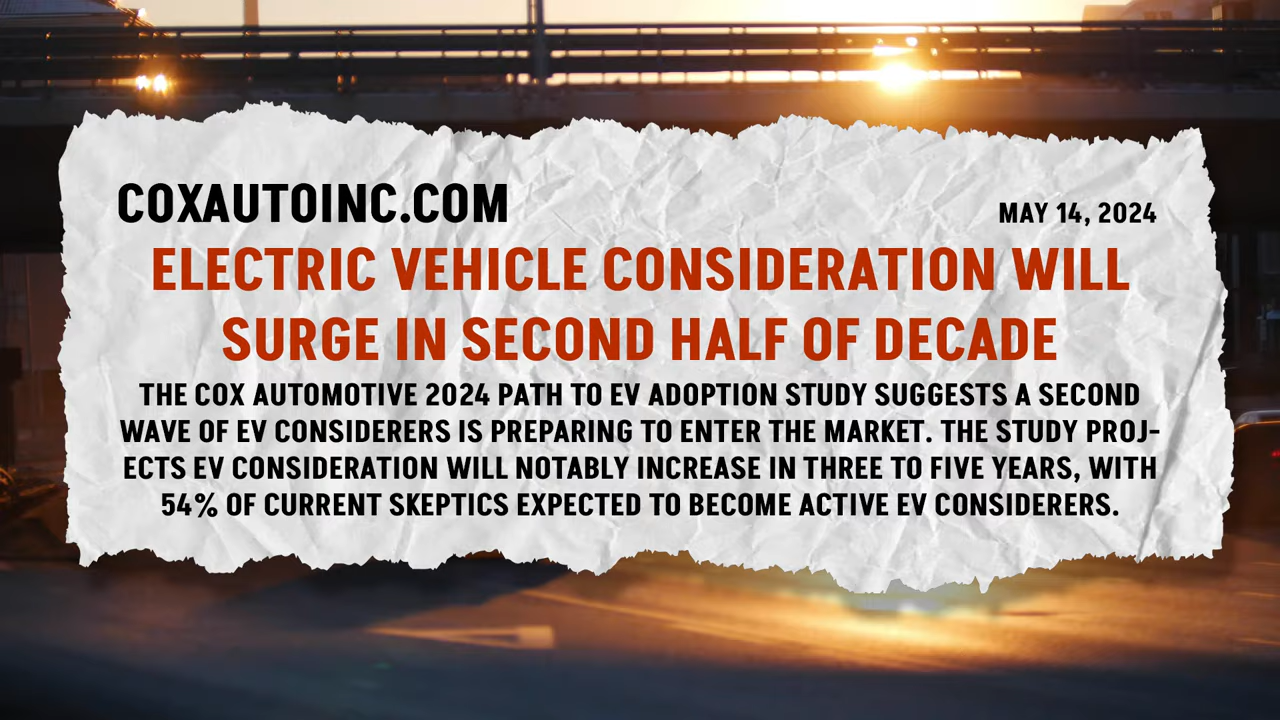 COXAUTOINC.COM
MAY 14, 2024
ELECTRIC VEHICLE CONSIDERATION WILL
SURGE IN SECOND HALF OF DECADE
THE COX AUTOMOTIVE 2024 PATH TO EV ADOPTION STUDY SUGGESTS A SECOND
WAVE OF EV CONSIDERERS IS PREPARING TO ENTER THE MARKET. THE STUDY PROJ-
ECTS EV CONSIDERATION WILL NOTABLY INCREASE IN THREE TO FIVE YEARS, WITH
54% OF CURRENT SKEPTICS EXPECTED TO BECOME ACTIVE EV CONSIDERERS.